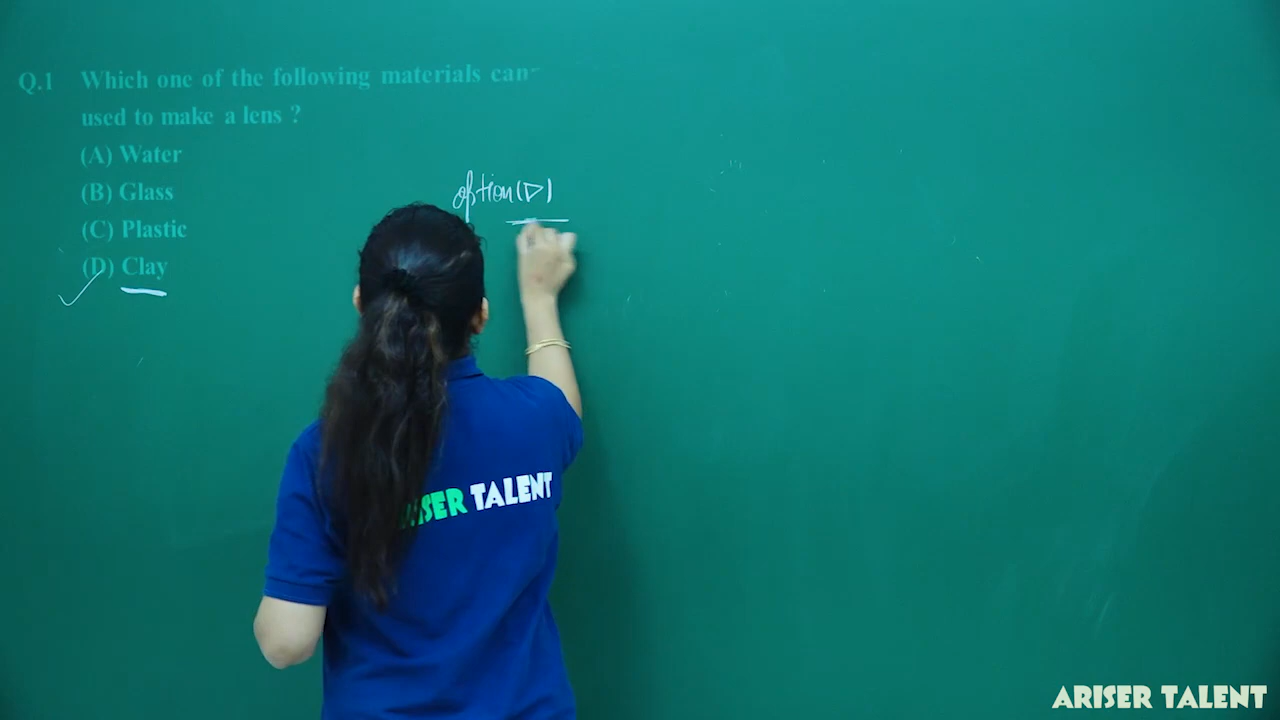 Q.1 Which one of the following materials can
used to make a lens ?
(A) Water
(B) Glass
(C) Plastic
(D) Clay
option (D)
ARISER TALENT
ARISER TALENT